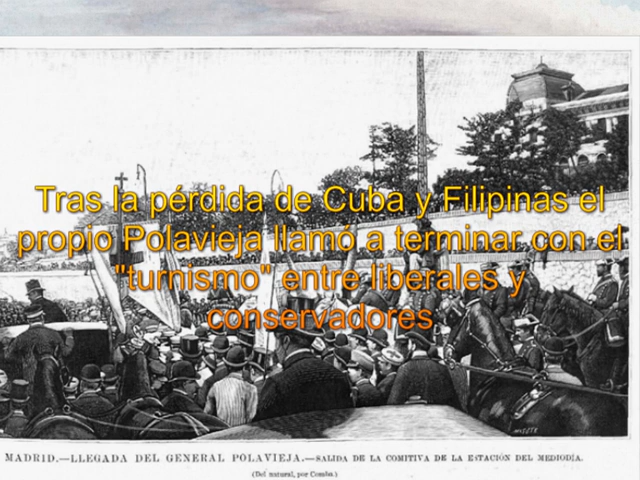 Tras la pérdida de Cuba y Filipinas el
propio Polavieja llamó a terminar con el
"turnismo" entre liberales y
conservadores
MADRID.—LLEGADA DEL GENERAL POLAVIEJA.—SALIDA DE LA COMITIVA DE LA ESTACIÓN DEL MEDIODÍA.
(Del natural, por Comba.)